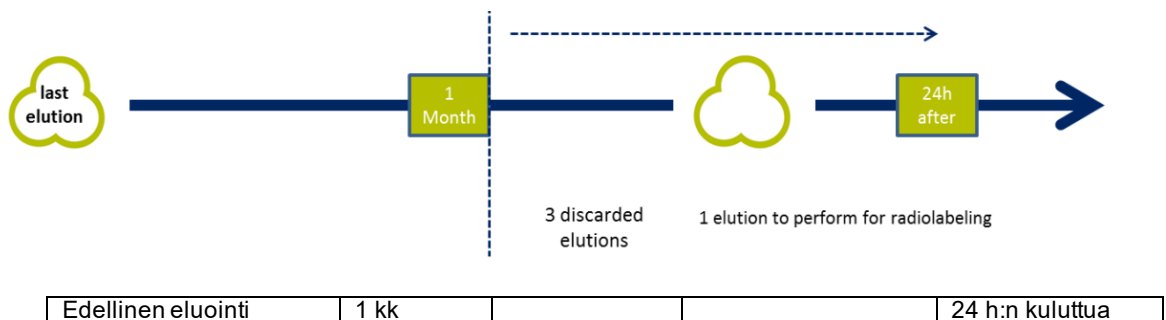 last
elution
1
Month
24h
after
3 discarded
elutions
1 elution to perform for radiolabeling
Edellinen eluointi 1 kk 24 h:n kuluttua